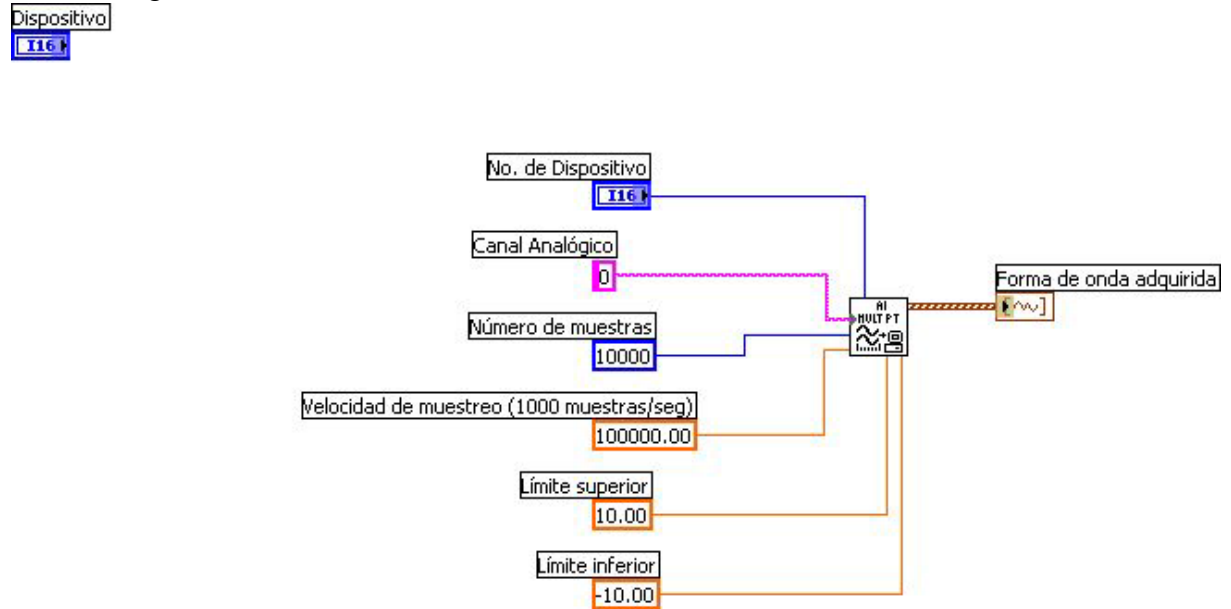 Dispositivo
I16
No. de Dispositivo
I16
Canal Analógico
0
Forma de onda adquirida
AI
MULT PT
Número de muestras
10000
Velocidad de muestreo (1000 muestras/seg)
100000.00
Límite superior
10.00
Límite inferior
-10.00